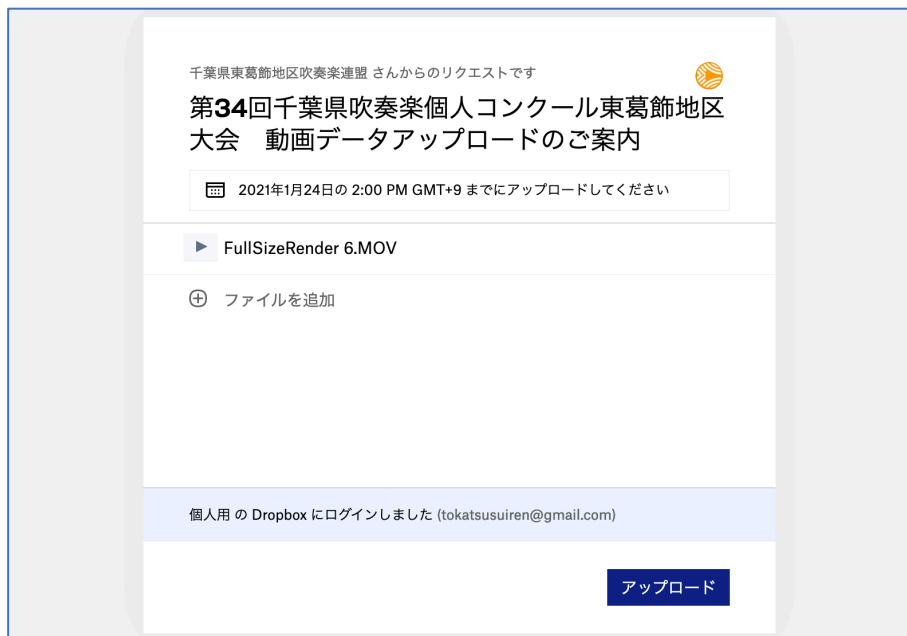 千葉県東葛飾地区吹奏楽連盟 さんからのリクエストです
第34回千葉県吹奏楽個人コンクール東葛飾地区
大会　動画データアップロードのご案内
2021年1月24日の 2:00 PM GMT+9 までにアップロードしてください
FullSizeRender 6.MOV
ファイルを追加
個人用 の Dropbox にログインしました (tokatsusuiren@gmail.com)
アップロード